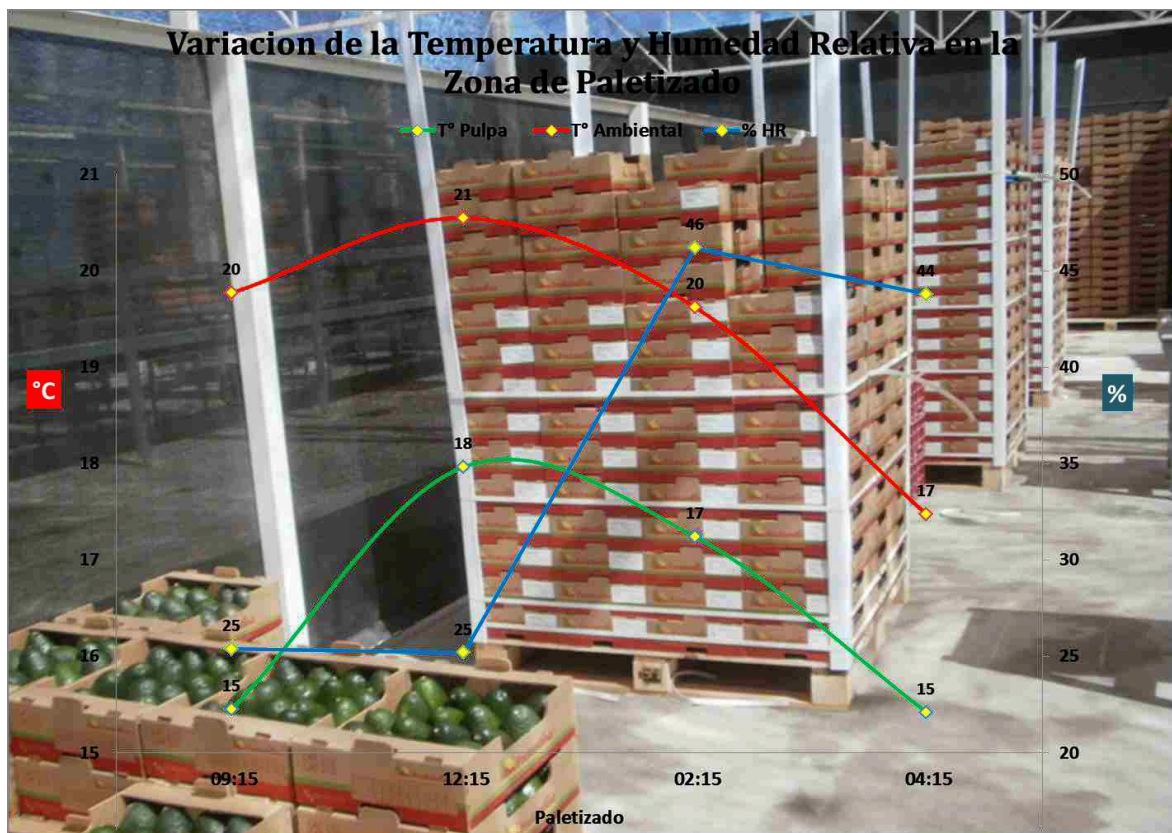 Variacion de la Temperatura y Humedad Relativa en la
Zona de Paletizado
T° Pulpa T° Ambiental % HR
21 21 50
46
20 20 20 44 45
19 40
°C %
18 18 35
17 17
17 30
25 25
16 25
15 15
15 20
09:15 12:15 02:15 04:15
Paletizado